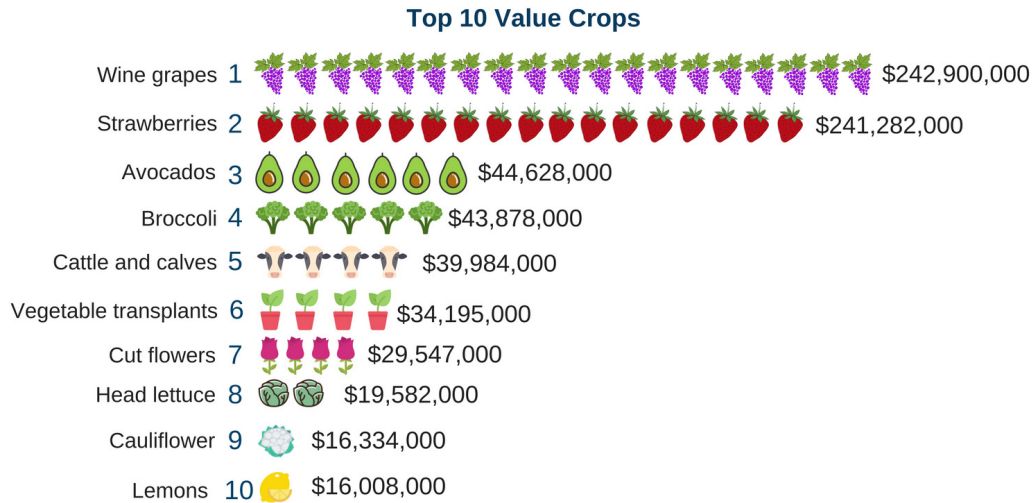 Top 10 Value Crops
Wine grapes 1 $242,900,000
Strawberries 2 $241,282,000
Avocados 3 $44,628,000
Broccoli 4 $43,878,000
Cattle and calves 5 $39,984,000
Vegetable transplants 6 $34,195,000
Cut flowers 7 $29,547,000
Head lettuce 8 $19,582,000
Cauliflower 9 $16,334,000
Lemons 10 $16,008,000